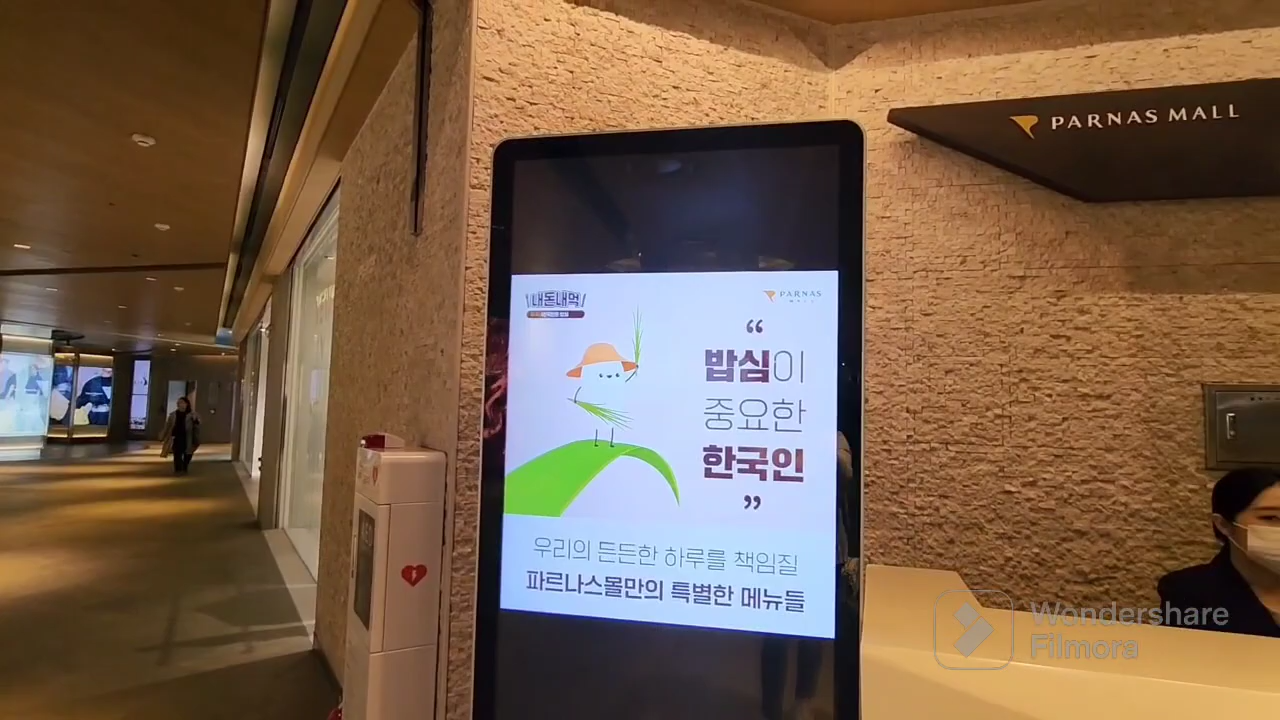 PARNAS MALL
내돈내먹
PARNAS
MALL
“
밥심이
중요한
한국인
”
우리의 든든한 하루를 책임질
파르나스몰만의 특별한 메뉴들
Wondershare
Filmora